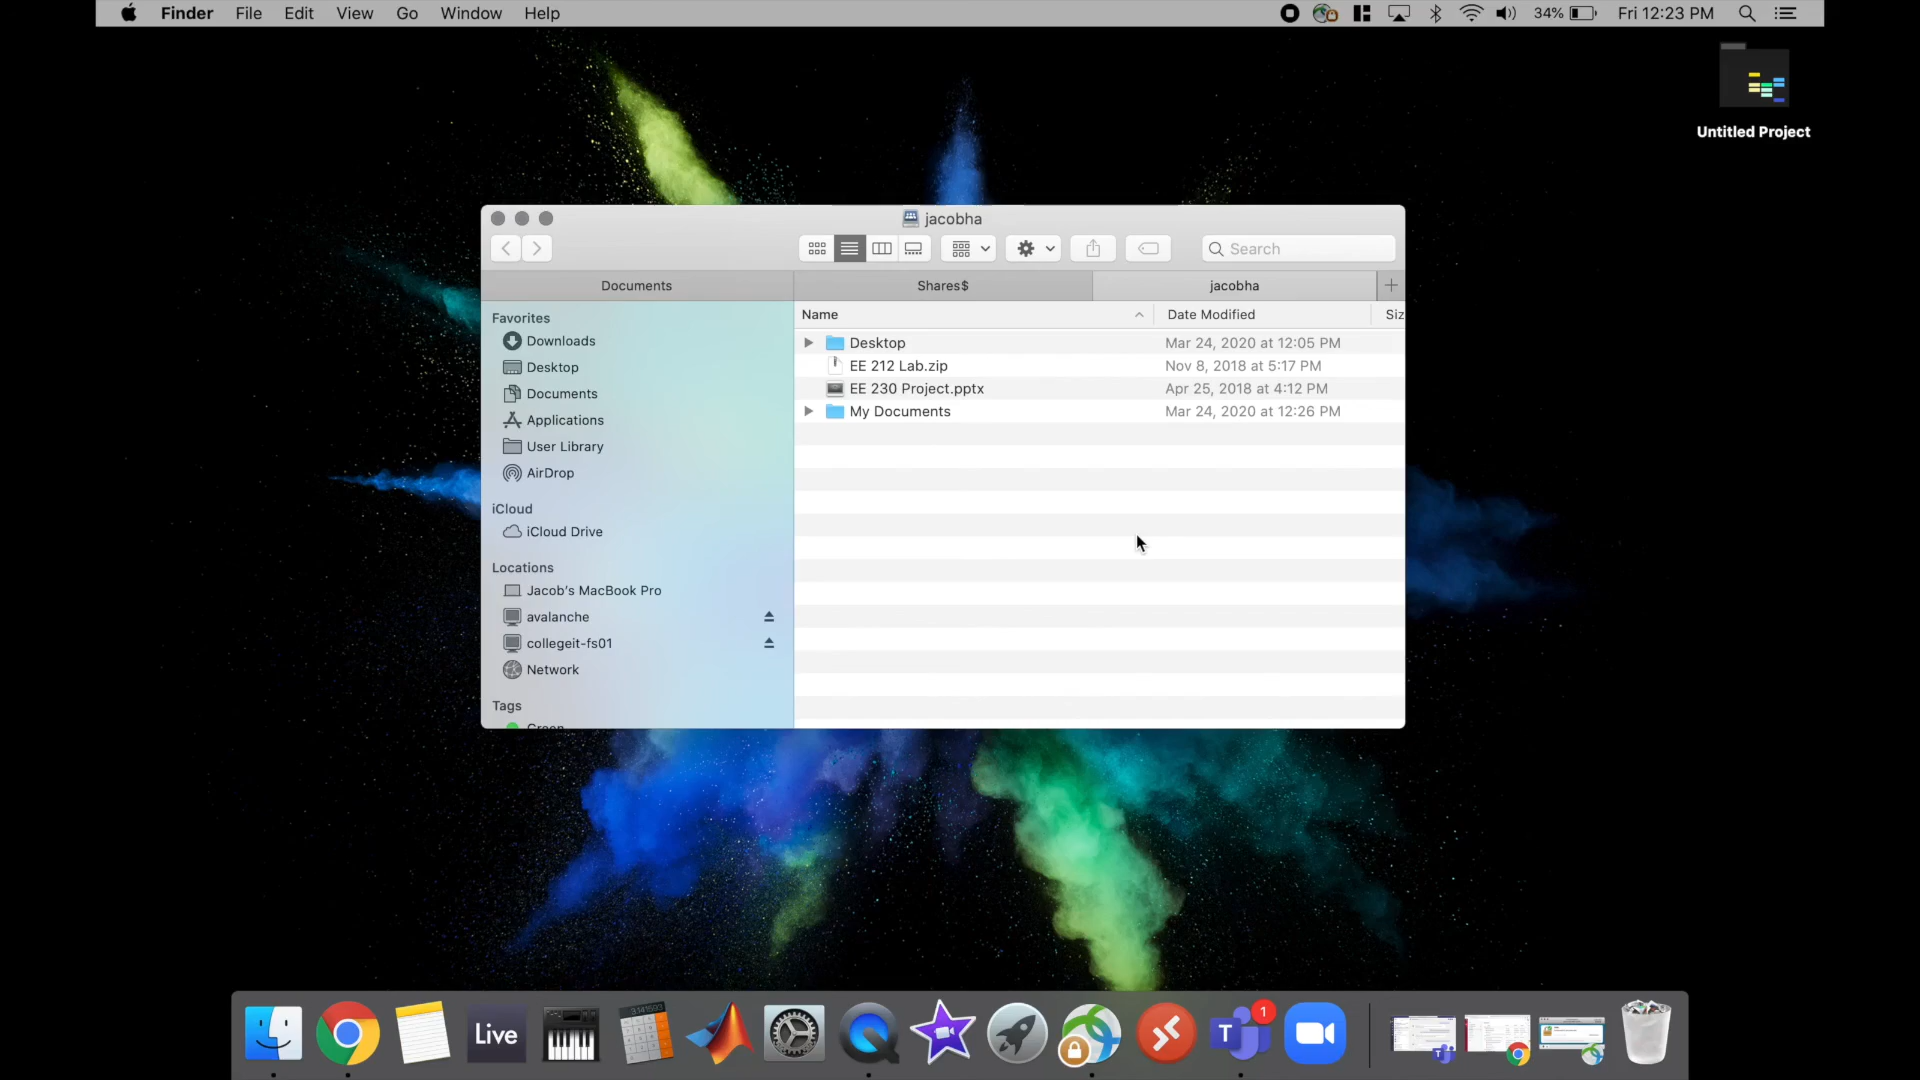 Finder File Edit View Go Window Help 34% Fri 12:23 PM
Untitled Project
jacobha
Search
Documents Shares$ jacobha
Favorites
Downloads
Desktop
Documents
Applications
User Library
AirDrop
iCloud
iCloud Drive
Locations
Jacob's MacBook Pro
avalanche
collegeit-fs01
Network
Tags
Green
Name Date Modified Siz
Desktop Mar 24, 2020 at 12:05 PM
EE 212 Lab.zip Nov 8, 2018 at 5:17 PM
EE 230 Project.pptx Apr 25, 2018 at 4:12 PM
My Documents Mar 24, 2020 at 12:26 PM
Live
T 1